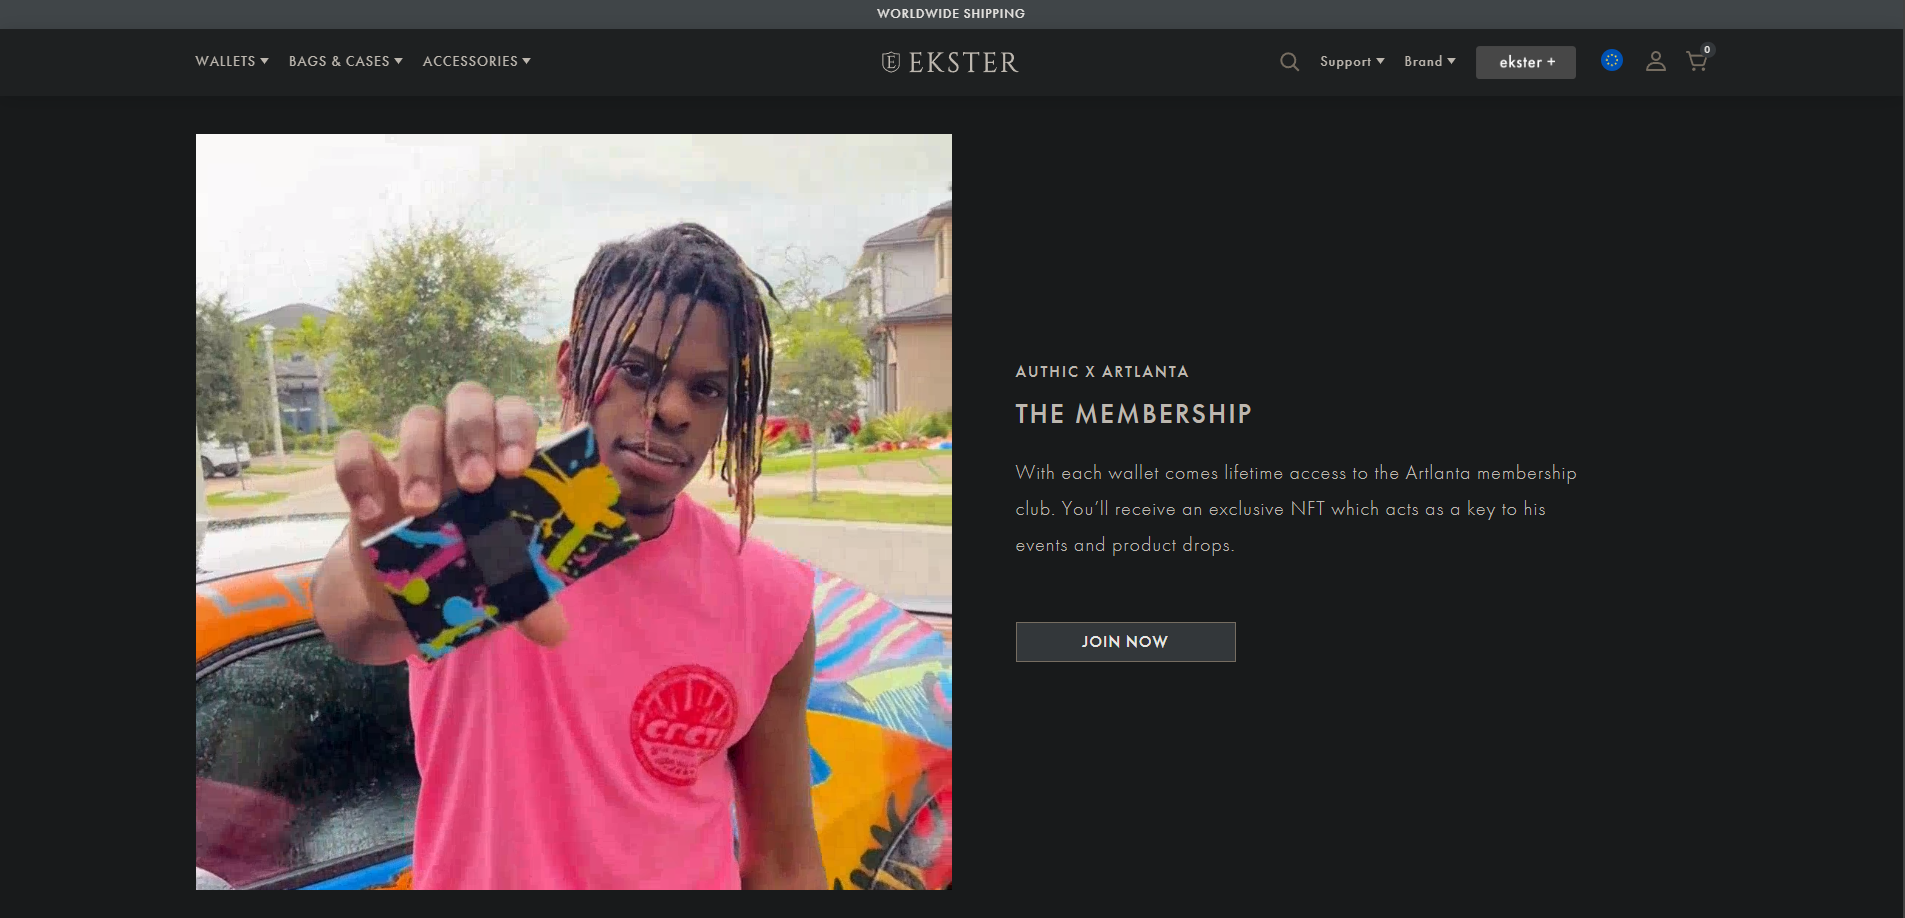 WORLDWIDE SHIPPING
WALLETS BAGS & CASES ACCESSORIES EKSTER Support Brand ekster + 0
AUTHIC X ARTLANTA
THE MEMBERSHIP
With each wallet comes lifetime access to the Artlanta membership
club. You’ll receive an exclusive NFT which acts as a key to his
events and product drops.
JOIN NOW